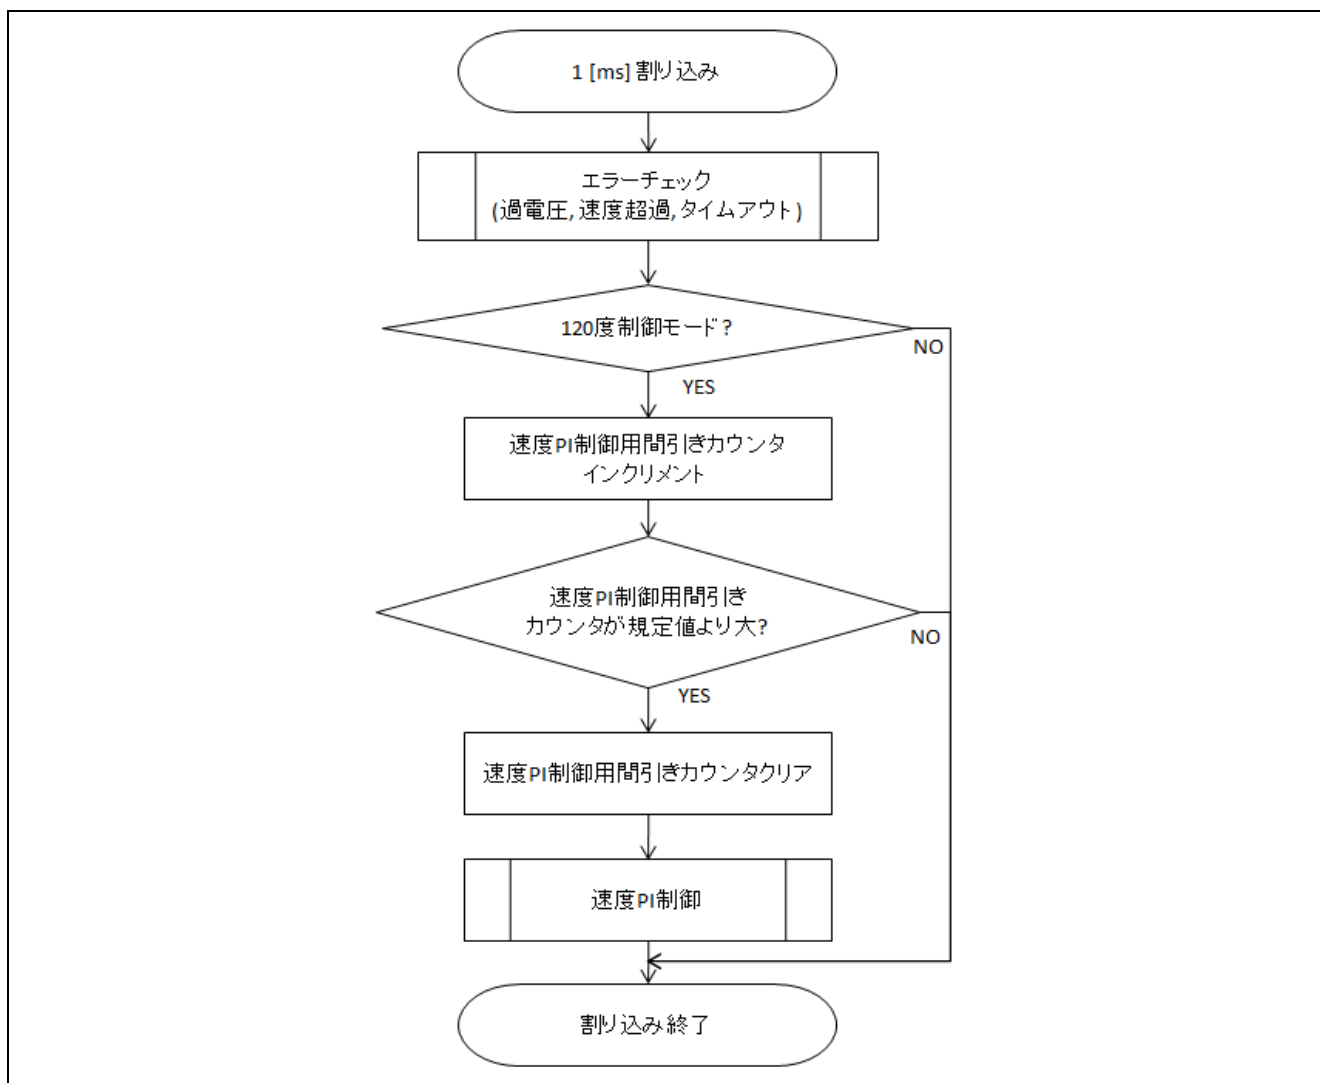 1 [ms] 割り込み
エラーチェック
(過電圧, 速度超過, タイムアウト)
120度制御モード?
NO
YES
速度PI制御用間引きカウンタ
インクリメント
速度PI制御用間引き
カウンタが規定値より大?
NO
YES
速度PI制御用間引きカウンタクリア
速度PI制御
割り込み終了